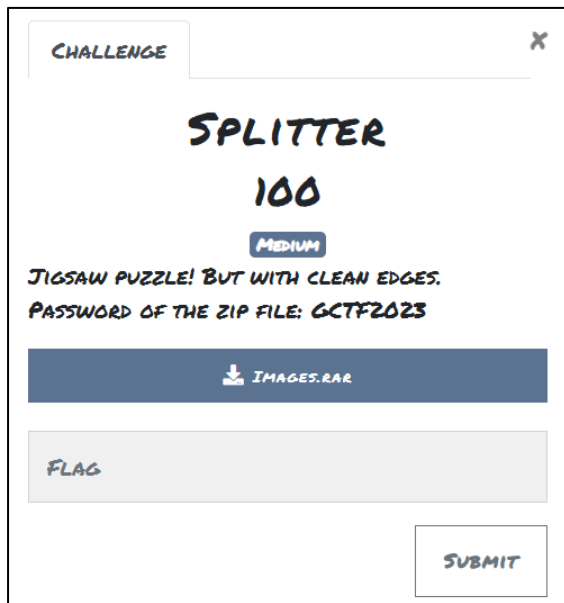 CHALLENGE
×
SPLITTER
100
MEDIUM
JIGSAW PUZZLE! BUT WITH CLEAN EDGES.
PASSWORD OF THE ZIP FILE: GCTF2023
IMAGES.RAR
FLAG
SUBMIT